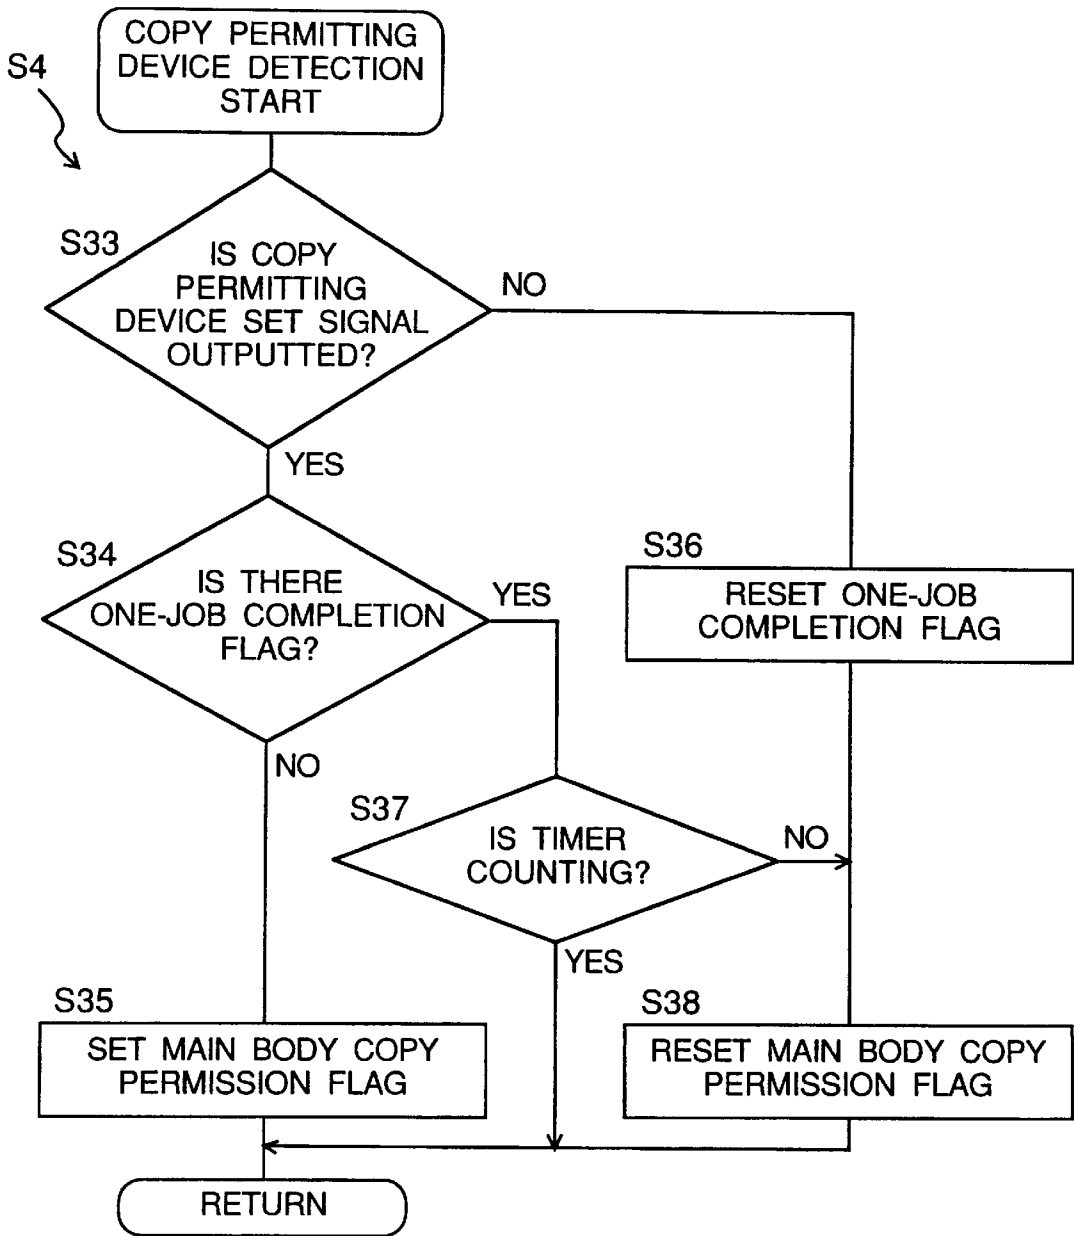 COPY PERMITTING
DEVICE DETECTION
START
S4
S33
IS COPY
PERMITTING
DEVICE SET SIGNAL
OUTPUTTED?
NO
YES
S34
IS THERE
ONE-JOB COMPLETION
FLAG?
YES
NO
S36
RESET ONE-JOB
COMPLETION FLAG
S37
IS TIMER
COUNTING?
NO
YES
S35
SET MAIN BODY COPY
PERMISSION FLAG
S38
RESET MAIN BODY COPY
PERMISSION FLAG
RETURN